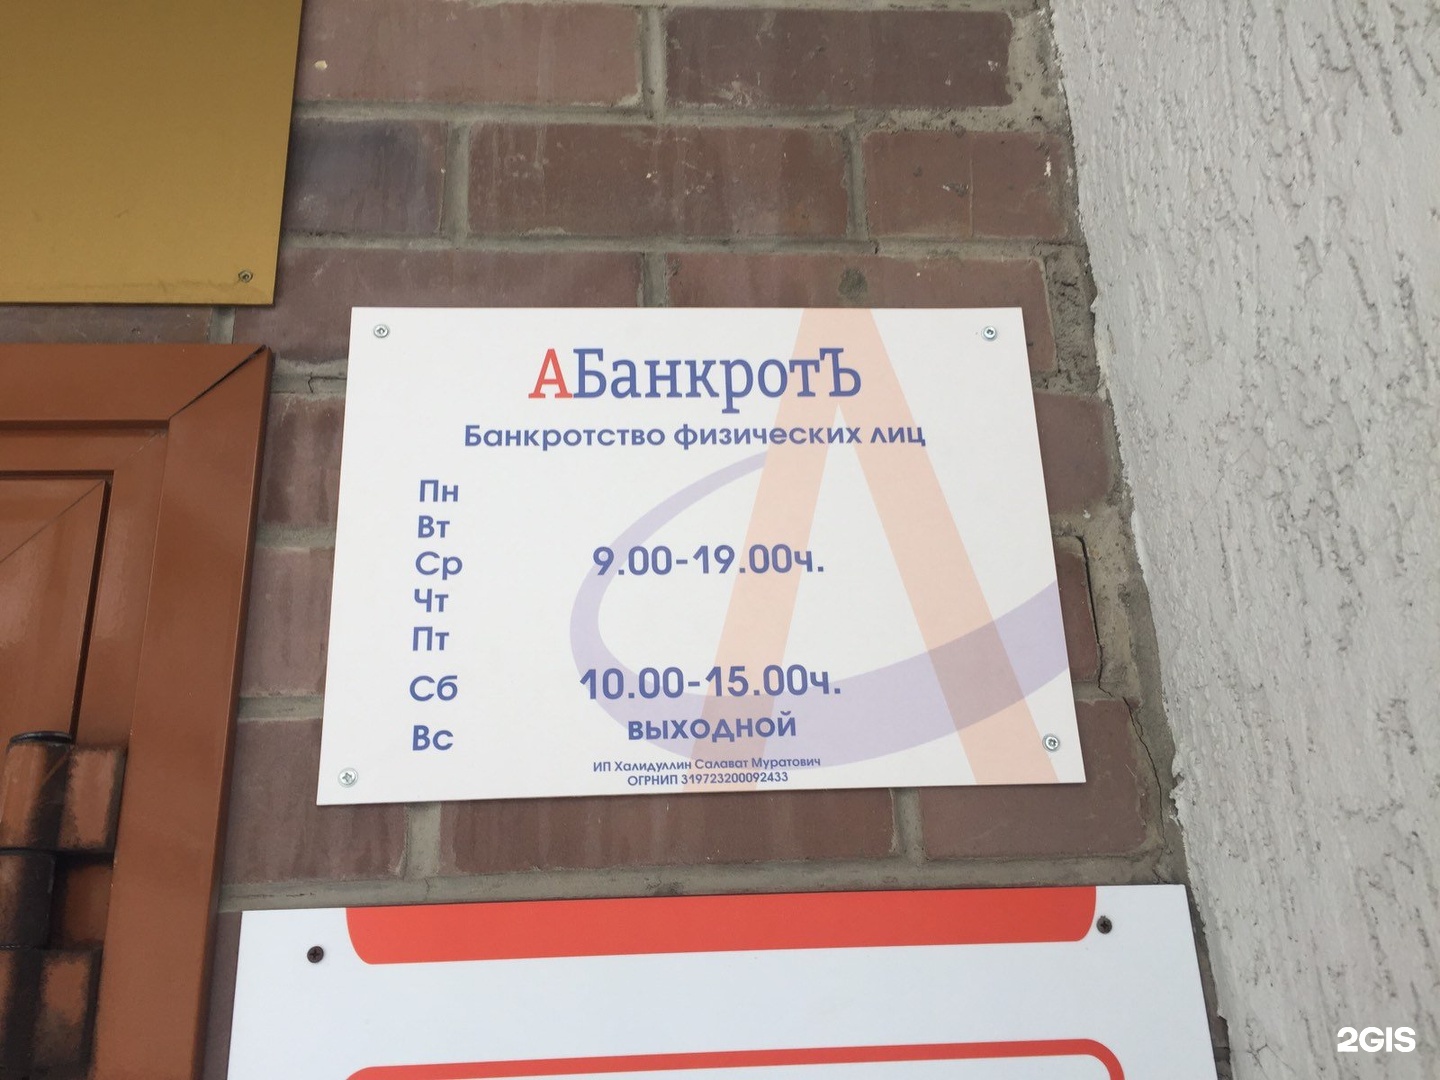 АБанкротЪ
Банкротство физических лиц
Пн
Вт
Ср 9.00-19.00ч.
Чт
Пт
Сб 10.00-15.00ч.
Вс выходной
ИП Халидуллин Салават Муратович
ОГРНИП 319723200092433
2GIS